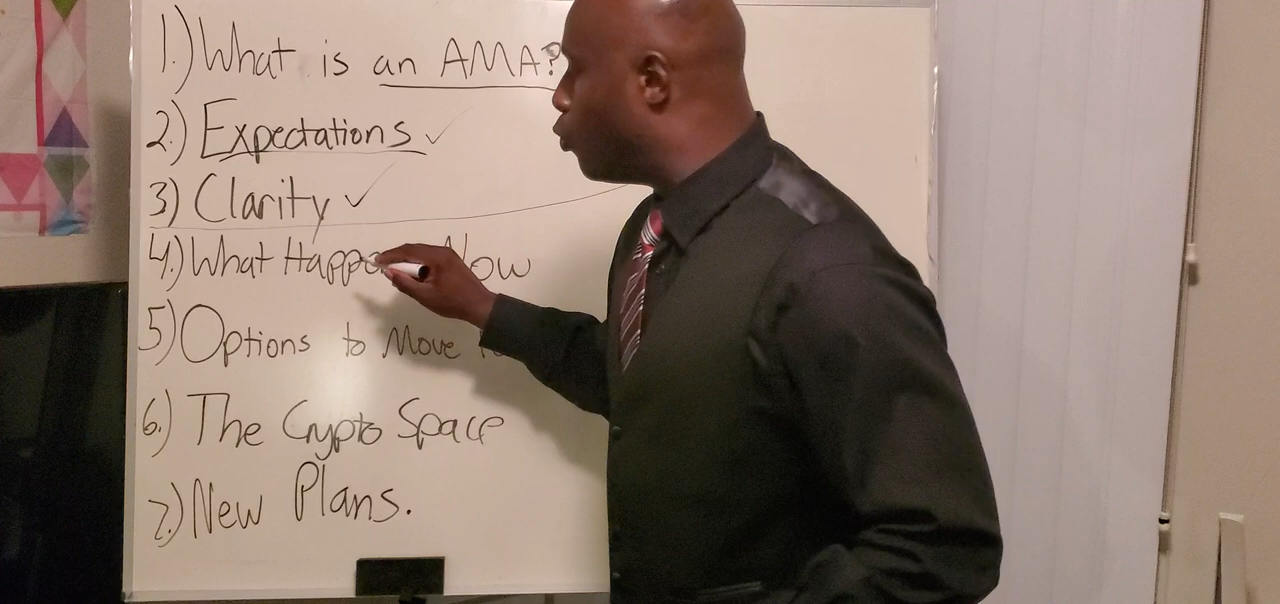 1.) What is an AMA?
2.) Expectations ✓
3) Clarity ✓
4.) What Now
5) Options to Move
6.) The Crypto Space
7.) New Plans.